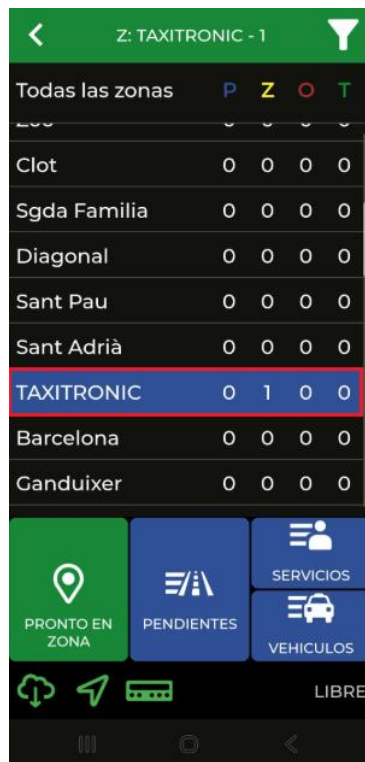 Z: TAXITRONIC - 1
Todas las zonas P Z O T
Clot 0 0 0 0
Sgda Familia 0 0 0 0
Diagonal 0 0 0 0
Sant Pau 0 0 0 0
Sant Adrià 0 0 0 0
TAXITRONIC 0 1 0 0
Barcelona 0 0 0 0
Ganduixer 0 0 0 0
PRONTO EN
ZONA
PENDIENTES
SERVICIOS
VEHICULOS
LIBRE